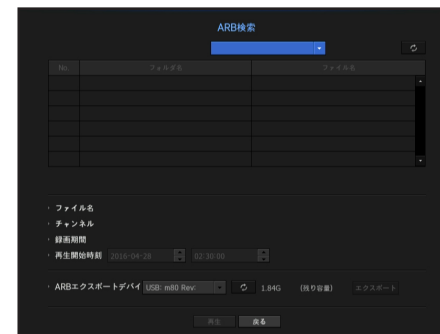 ARB検索
No. フォルダ名 ファイル名
・ファイル名
・チャンネル
・録画期間
・再生開始時刻 2016-04-28 02:30:00
・ARBエクスポートデバイ USB: m80 Revi: 1.84G (残り容量) エクスポート
再生 戻る